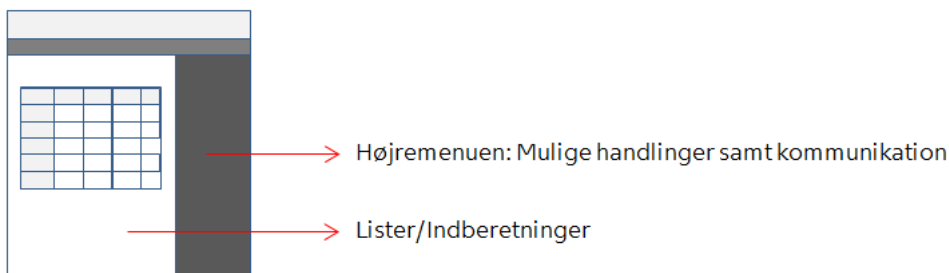 Højremenuen: Mulige handlinger samt kommunikation
Lister/Indberetninger